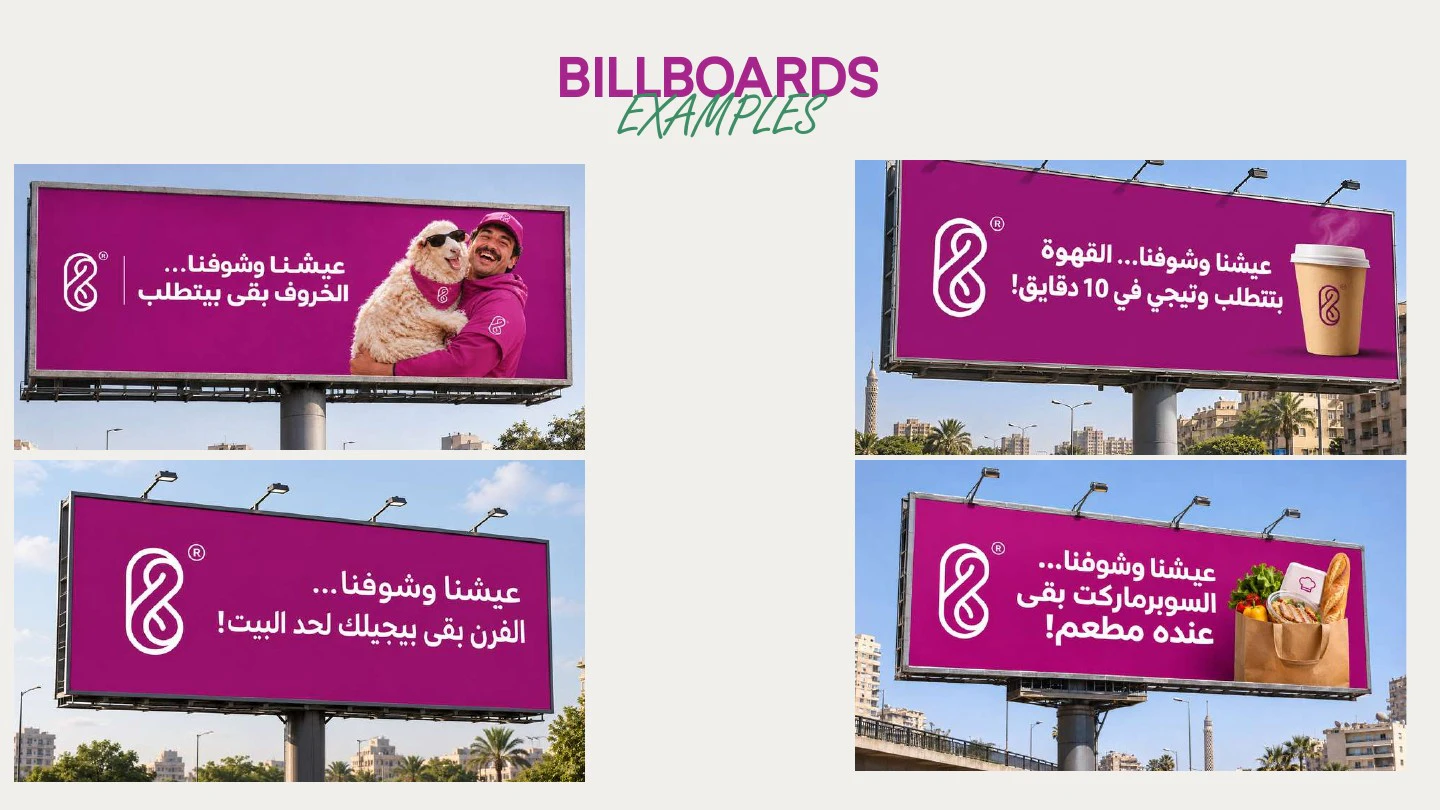 BILLBOARDS
EXAMPLES
عيشنا وشوفنا...
الخروف بقى بيتطلب
عيشنا وشوفنا... القهوة
بتتطلب وتيجي في 10 دقايق!
عيشنا وشوفنا...
الفرن بقى بيجيلك لحد البيت!
عيشنا وشوفنا...
السوبرماركت بقى
عنده مطعم!